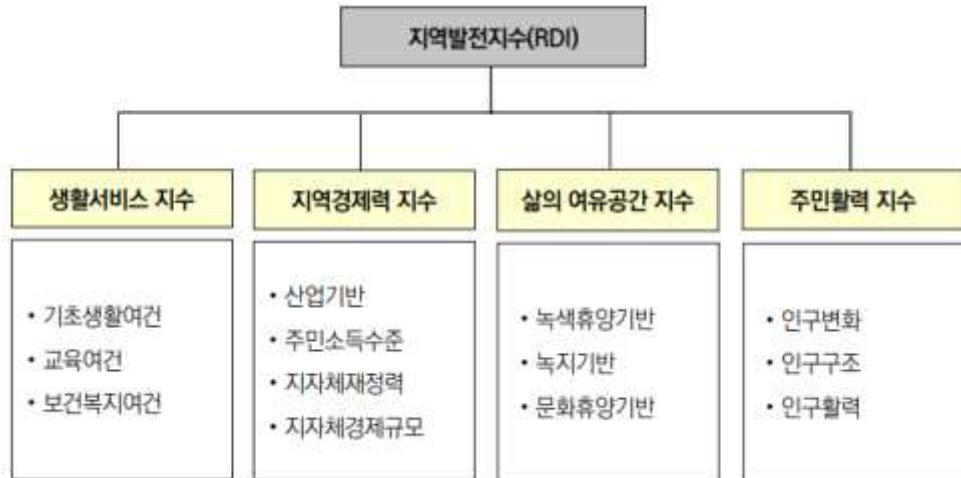 지역발전지수(RDI)
생활서비스 지수
• 기초생활여건
• 교육여건
• 보건복지여건
지역경제력 지수
• 산업기반
• 주민소득수준
• 지자체재정력
• 지자체경제규모
삶의 여유공간 지수
• 녹색휴양기반
• 녹지기반
• 문화휴양기반
주민활력 지수
• 인구변화
• 인구구조
• 인구활력